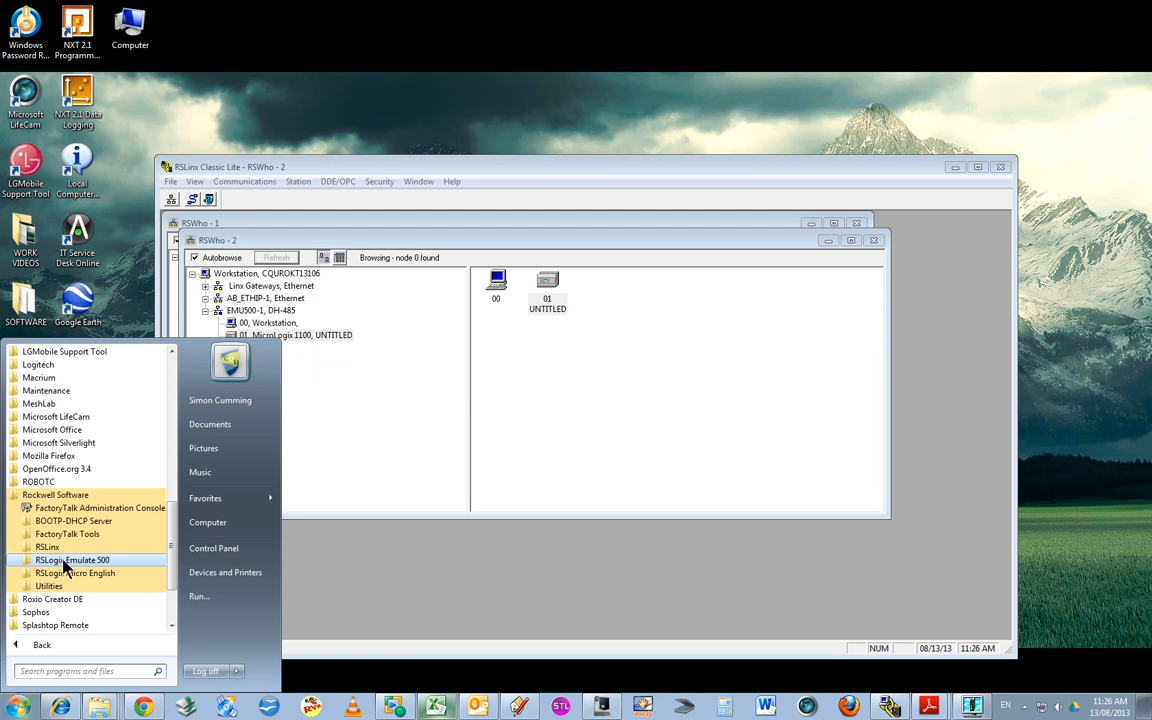 Windows
Password R...
NXT 2.1
Programm...
Computer
Microsoft
LifeCam
NXT 2.1 Data
Logging
LGMobile
Support Tool
Local
Computer...
WORK
VIDEOS
IT Service
Desk Online
SOFTWARE
Google Earth
RSLinx Classic Lite - RSWho - 2
File View Communications Station DDE/OPC Security Window Help
RSWho - 1
RSWho - 2
Autobrowse Refresh Browsing - node 0 found
Workstation, CQUROKT13106
Linx Gateways, Ethernet
AB_ETHIP-1, Ethernet
EMU500-1, DH-485
00, Workstation,
01, MicroLogix 1100, UNTITLED
00
01
UNTITLED
LGMobile Support Tool
Logitech
Macrium
Maintenance
MeshLab
Microsoft LifeCam
Microsoft Office
Microsoft Silverlight
Mozilla Firefox
OpenOffice.org 3.4
ROBOTC
Rockwell Software
FactoryTalk Administration Console
BOOTP-DHCP Server
FactoryTalk Tools
RSLinx
RSLogix Emulate 500
RSLogix Micro English
Utilities
Roxio Creator DE
Sophos
Splashtop Remote
Back
Search programs and files
Simon Cumming
Documents
Pictures
Music
Favorites
Computer
Control Panel
Devices and Printers
Run...
Log off
NUM 08/13/13 11:26 AM
STL
EN
11:26 AM
13/08/2013